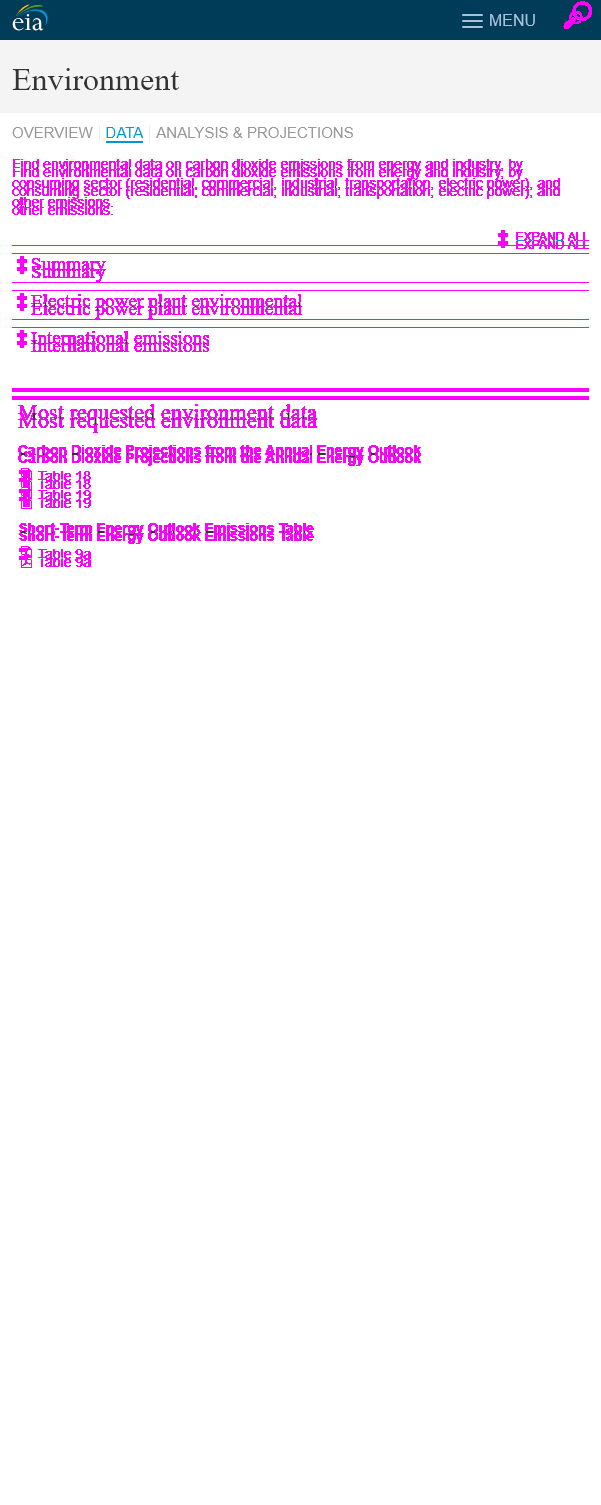 eia
MENU
Environment
OVERVIEW DATA ANALYSIS & PROJECTIONS
Find environmental data on carbon dioxide emissions from energy and industry, by
consuming sector (residential, commercial, industrial, transportation, electric power), and
other emissions.
EXPAND ALL
Summary
Electric power plant environmental
International emissions
Most requested environment data
Carbon Dioxide Projections from the Annual Energy Outlook
Table 18
Table 19
Short-Term Energy Outlook Emissions Table
Table 9a